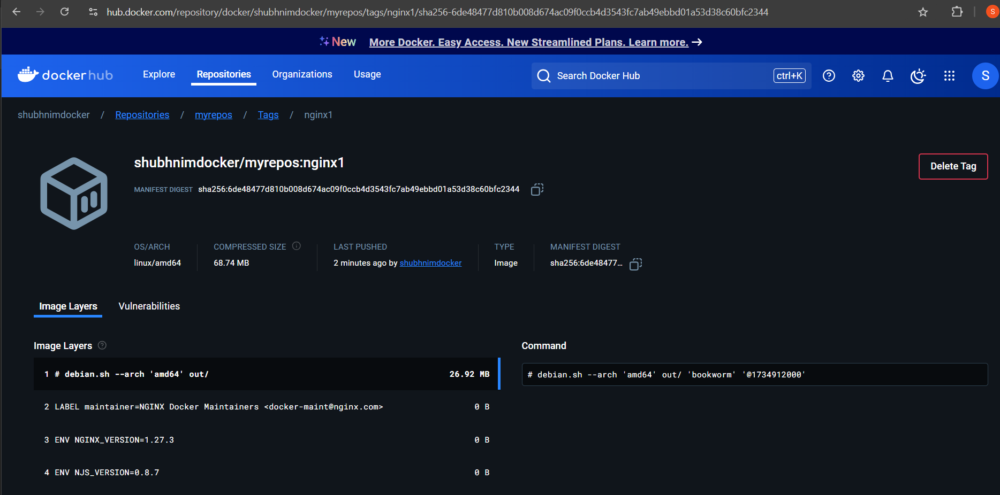 hub.docker.com/repository/docker/shubhnimdocker/myrepos/tags/nginx1/sha256-6de48477d810b008d674ac09f0ccb4d3543fc7ab49ebbd01a53d38c60bfc2344
S
New More Docker. Easy Access. New Streamlined Plans. Learn more. →
dockerhub Explore Repositories Organizations Usage Search Docker Hub ctrl+K S
shubhnimdocker / Repositories / myrepos / Tags / nginx1
shubhnimdocker/myrepos:nginx1
Delete Tag
MANIFEST DIGEST sha256:6de48477d810b008d674ac09f0ccb4d3543fc7ab49ebbd01a53d38c60bfc2344
OS/ARCH COMPRESSED SIZE LAST PUSHED TYPE MANIFEST DIGEST
linux/amd64 68.74 MB 2 minutes ago by shubhnimdocker Image sha256:6de48477...
Image Layers Vulnerabilities
Image Layers
1 # debian.sh --arch 'amd64' out/ 26.92 MB
2 LABEL maintainer=NGINX Docker Maintainers <docker-maint@nginx.com> 0 B
3 ENV NGINX_VERSION=1.27.3 0 B
4 ENV NJS_VERSION=0.8.7 0 B
Command
# debian.sh --arch 'amd64' out/ 'bookworm' '@1734912000'